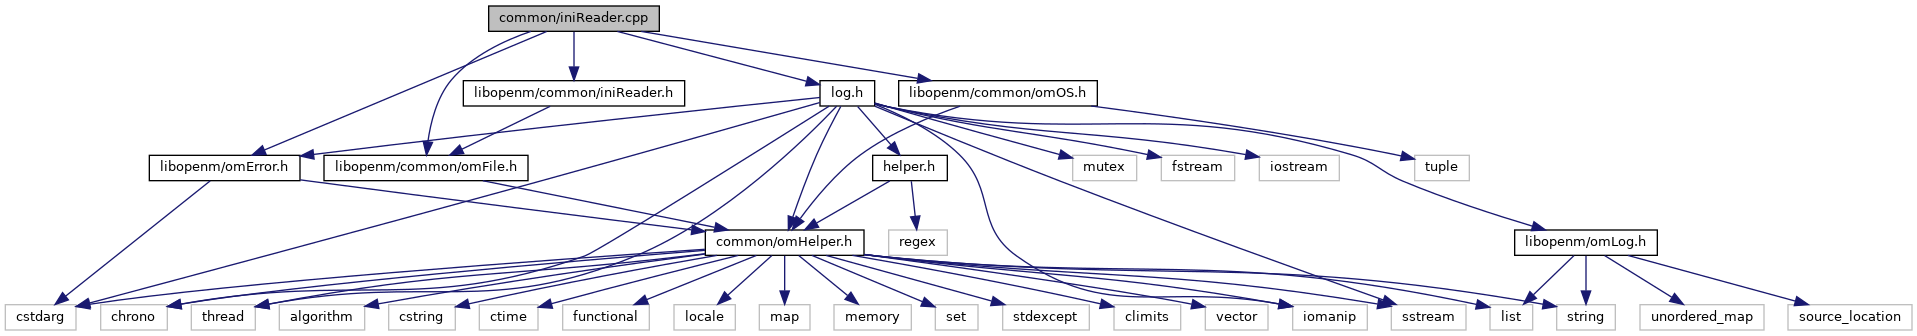 common/iniReader.cpp
libopenm/common/iniReader.h
log.h
libopenm/common/omOS.h
libopenm/omError.h
libopenm/common/omFile.h
helper.h
mutex
fstream
iostream
tuple
common/omHelper.h
regex
libopenm/omLog.h
cstdarg
chrono
thread
algorithm
cstring
ctime
functional
locale
map
memory
set
stdexcept
climits
vector
iomanip
sstream
list
string
unordered_map
source_location